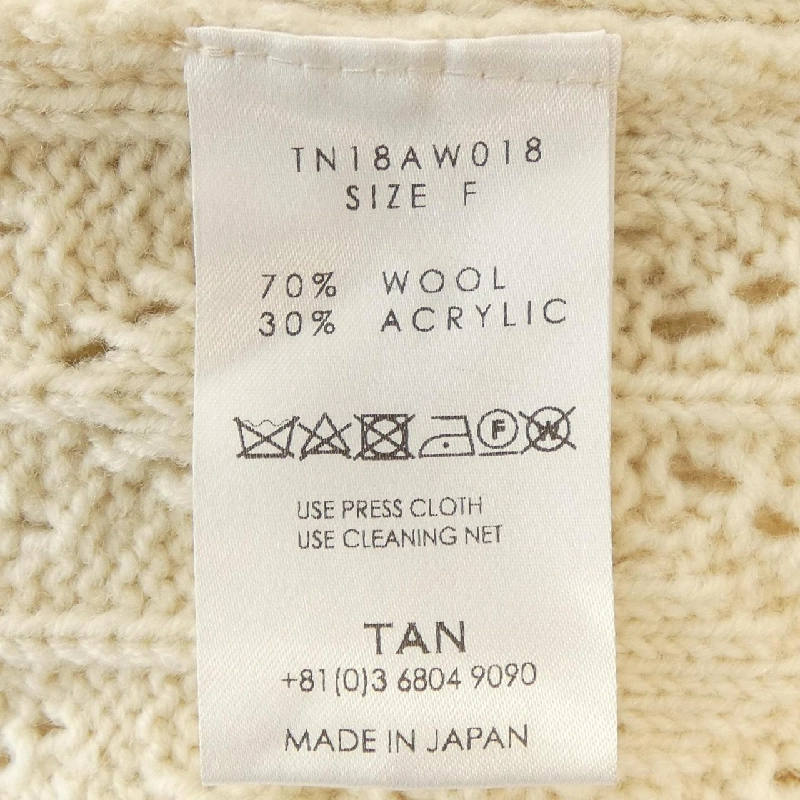 TN18AW018
SIZE F
70% WOOL
30% ACRYLIC
F W
USE PRESS CLOTH
USE CLEANING NET
TAN
+81(0)3 6804 9090
MADE IN JAPAN